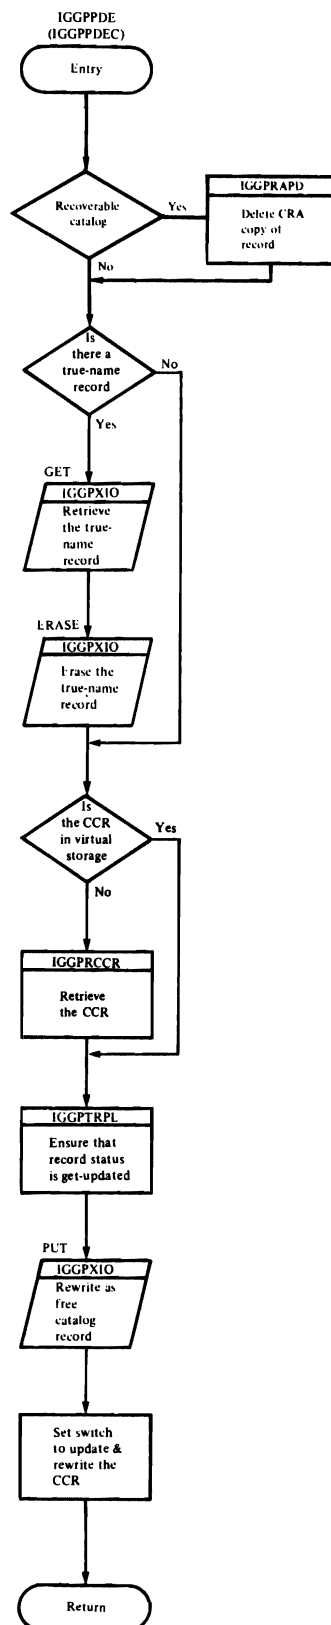 IGGPPDE
(IGGPPDEC)
Entry
Recoverable
catalog
Yes
IGGPRAPD
Delete CRA
copy of
record
No
Is
there a
true-name
record
No
Yes
GET
IGGPXIO
Retrieve
the true-
name
record
ERASE
IGGPXIO
Erase the
true-name
record
Is
the CCR
in virtual
storage
Yes
No
IGGPRCCR
Retrieve
the CCR
IGGPTRPL
Ensure that
record status
is get-updated
PUT
IGGPXIO
Rewrite as
free
catalog
record
Set switch
to update &
rewrite the
CCR
Return